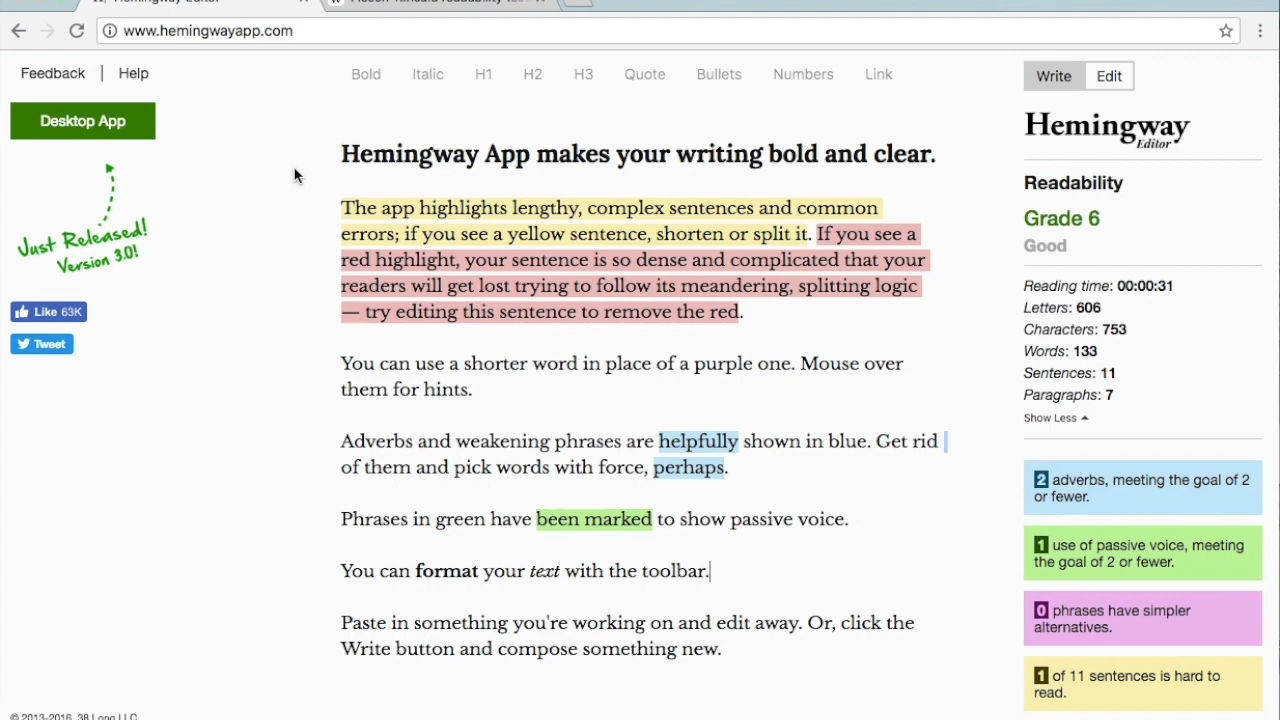 www.hemingwayapp.com
Feedback | Help
Bold Italic H1 H2 H3 Quote Bullets Numbers Link
Write Edit
Desktop App
Just Released!
Version 3.0!
Like 63K
Tweet
Hemingway App makes your writing bold and clear.
The app highlights lengthy, complex sentences and common
errors; if you see a yellow sentence, shorten or split it. If you see a
red highlight, your sentence is so dense and complicated that your
readers will get lost trying to follow its meandering, splitting logic
— try editing this sentence to remove the red.
You can use a shorter word in place of a purple one. Mouse over
them for hints.
Adverbs and weakening phrases are helpfully shown in blue. Get rid
of them and pick words with force, perhaps.
Phrases in green have been marked to show passive voice.
You can format your text with the toolbar.
Paste in something you're working on and edit away. Or, click the
Write button and compose something new.
Hemingway
Editor
Readability
Grade 6
Good
Reading time: 00:00:31
Letters: 606
Characters: 753
Words: 133
Sentences: 11
Paragraphs: 7
Show Less
2 adverbs, meeting the goal of 2
or fewer.
1 use of passive voice, meeting
the goal of 2 or fewer.
0 phrases have simpler
alternatives.
1 of 11 sentences is hard to
read.
© 2013-2016, 38 Long LLC